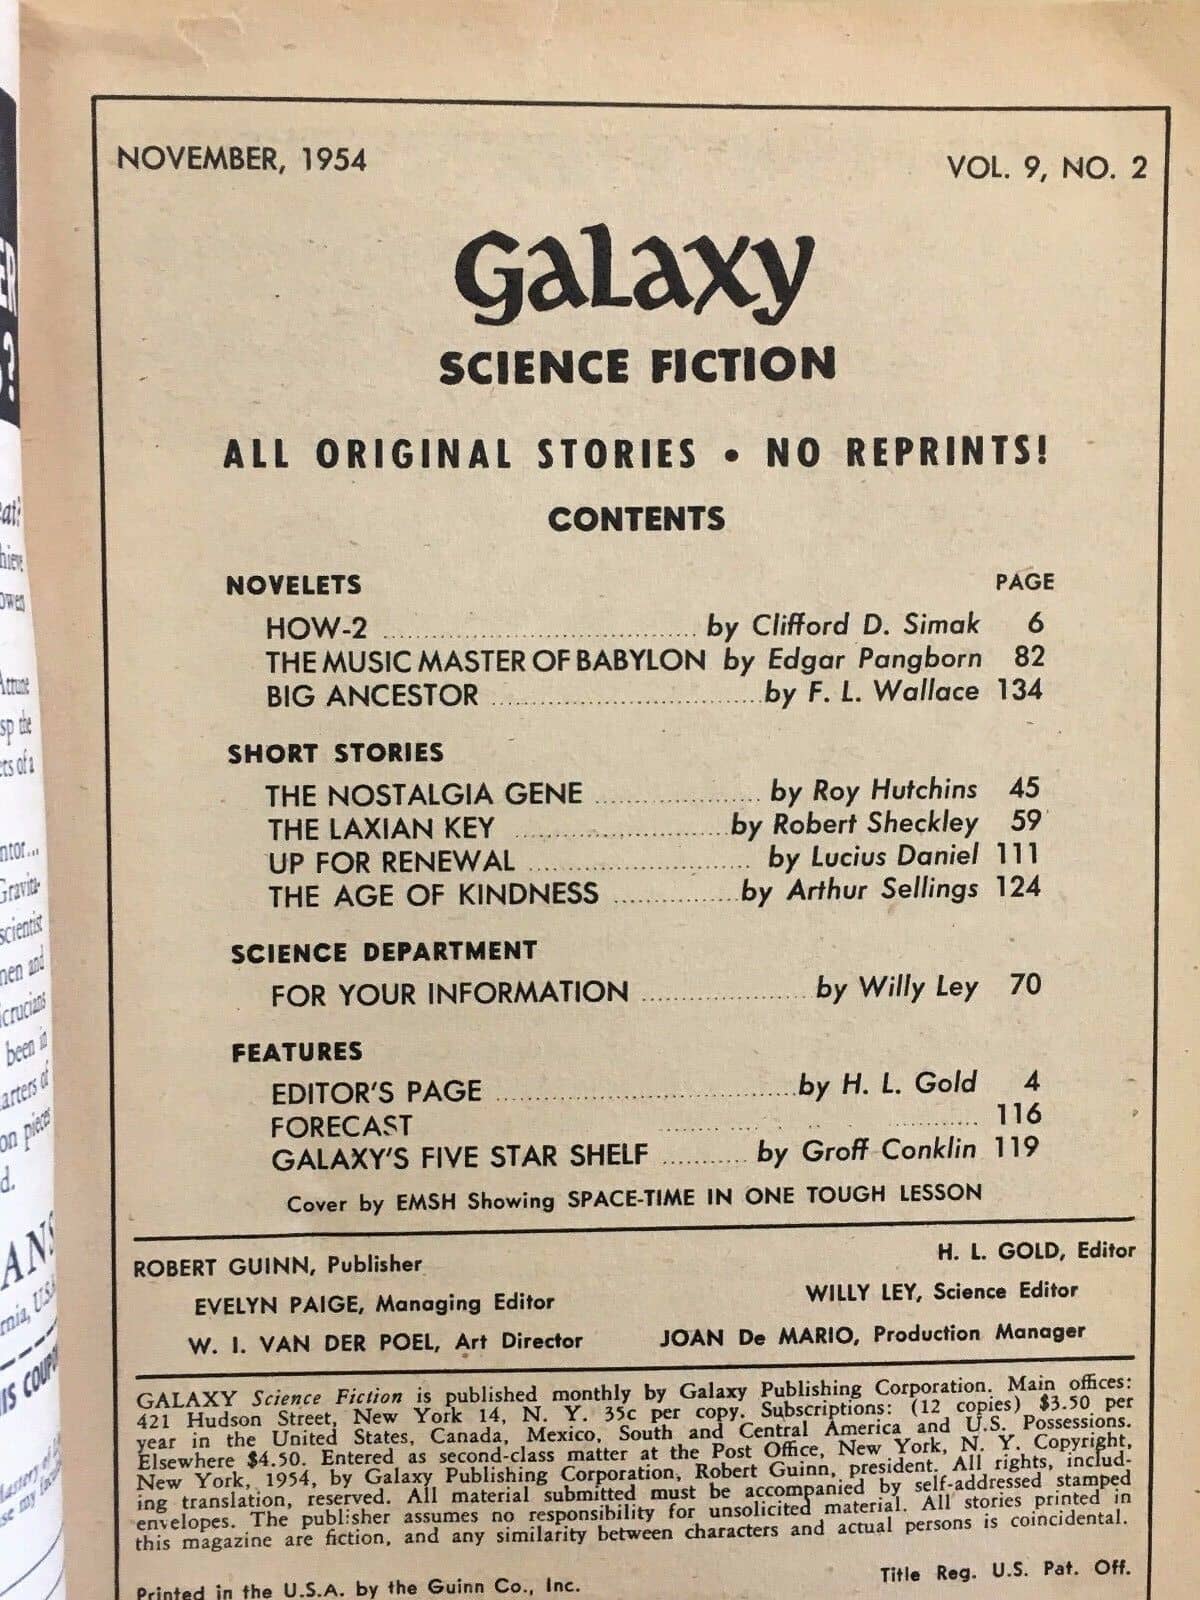 NOVEMBER, 1954
VOL. 9, NO. 2
Galaxy
SCIENCE FICTION
ALL ORIGINAL STORIES • NO REPRINTS!
CONTENTS
NOVELETS PAGE
HOW-2 .................................... by Clifford D. Simak 6
THE MUSIC MASTER OF BABYLON by Edgar Pangborn 82
BIG ANCESTOR ...............................by F. L. Wallace 134
SHORT STORIES
THE NOSTALGIA GENE ................... by Roy Hutchins 45
THE LAXIAN KEY .........................by Robert Sheckley 59
UP FOR RENEWAL ......................... by Lucius Daniel 111
THE AGE OF KINDNESS ..............by Arthur Sellings 124
SCIENCE DEPARTMENT
FOR YOUR INFORMATION ................... by Willy Ley 70
FEATURES
EDITOR'S PAGE ..................................by H. L. Gold 4
FORECAST .................................... 116
GALAXY'S FIVE STAR SHELF .......... by Groff Conklin 119
Cover by EMSH Showing SPACE-TIME IN ONE TOUGH LESSON
ROBERT GUINN, Publisher
H. L. GOLD, Editor
EVELYN PAIGE, Managing Editor
WILLY LEY, Science Editor
W. I. VAN DER POEL, Art Director
JOAN De MARIO, Production Manager
GALAXY Science Fiction is published monthly by Galaxy Publishing Corporation. Main offices:
421 Hudson Street, New York 14, N. Y. 35c per copy. Subscriptions: (12 copies) $3.50 per
year in the United States, Canada, Mexico, South and Central America and U.S. Possessions.
Elsewhere $4.50. Entered as second-class matter at the Post Office, New York, N. Y. Copyright,
New York, 1954, by Galaxy Publishing Corporation, Robert Guinn, president. All rights, includ-
ing translation, reserved. All material submitted must be accompanied by self-addressed stamped
envelopes. The publisher assumes no responsibility for unsolicited material. All stories printed in
this magazine are fiction, and any similarity between characters and actual persons is coincidental.
Printed in the U.S.A. by the Guinn Co., Inc.
Title Reg. U.S. Pat. Off.